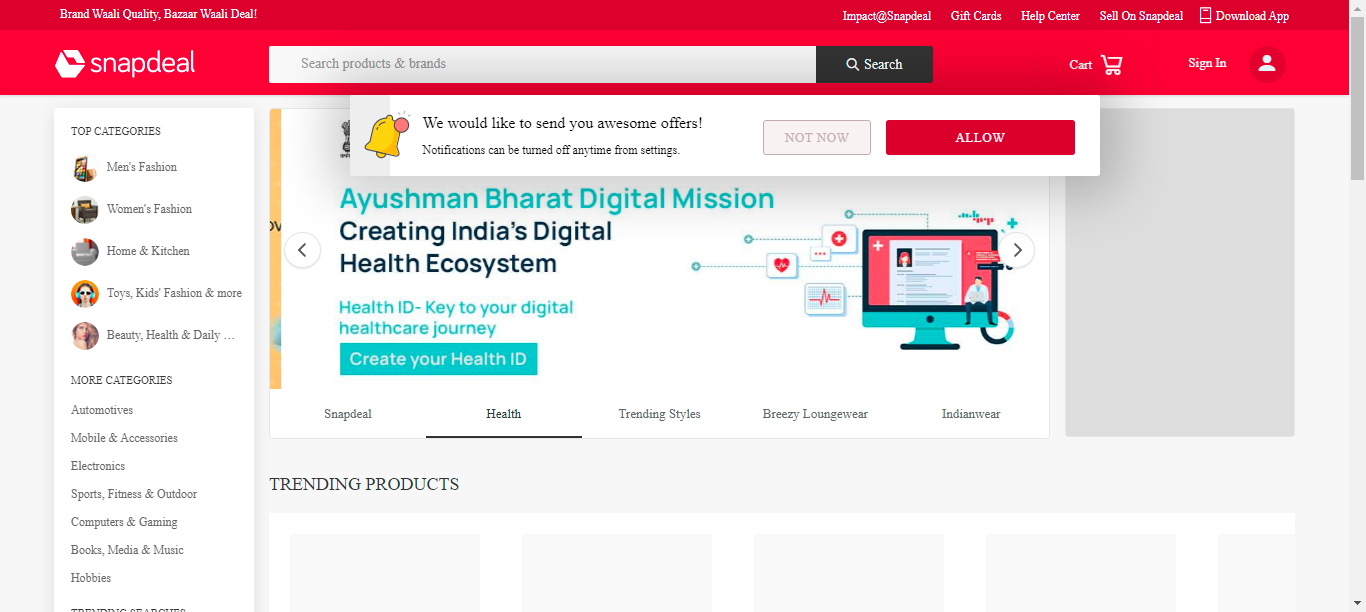 Brand Waali Quality, Bazaar Waali Deal!
Impact@Snapdeal
Gift Cards
Help Center
Sell On Snapdeal
Download App
snapdeal
Search products & brands
Search
Cart
Sign In
We would like to send you awesome offers!
Notifications can be turned off anytime from settings.
NOT NOW
ALLOW
TOP CATEGORIES
Men's Fashion
Women's Fashion
Home & Kitchen
Toys, Kids' Fashion & more
Beauty, Health & Daily ...
MORE CATEGORIES
Automotives
Mobile & Accessories
Electronics
Sports, Fitness & Outdoor
Computers & Gaming
Books, Media & Music
Hobbies
TRENDING SEARCHES
Ayushman Bharat Digital Mission
Creating India's Digital
Health Ecosystem
Health ID- Key to your digital
healthcare journey
Create your Health ID
Snapdeal
Health
Trending Styles
Breezy Loungewear
Indianwear
TRENDING PRODUCTS